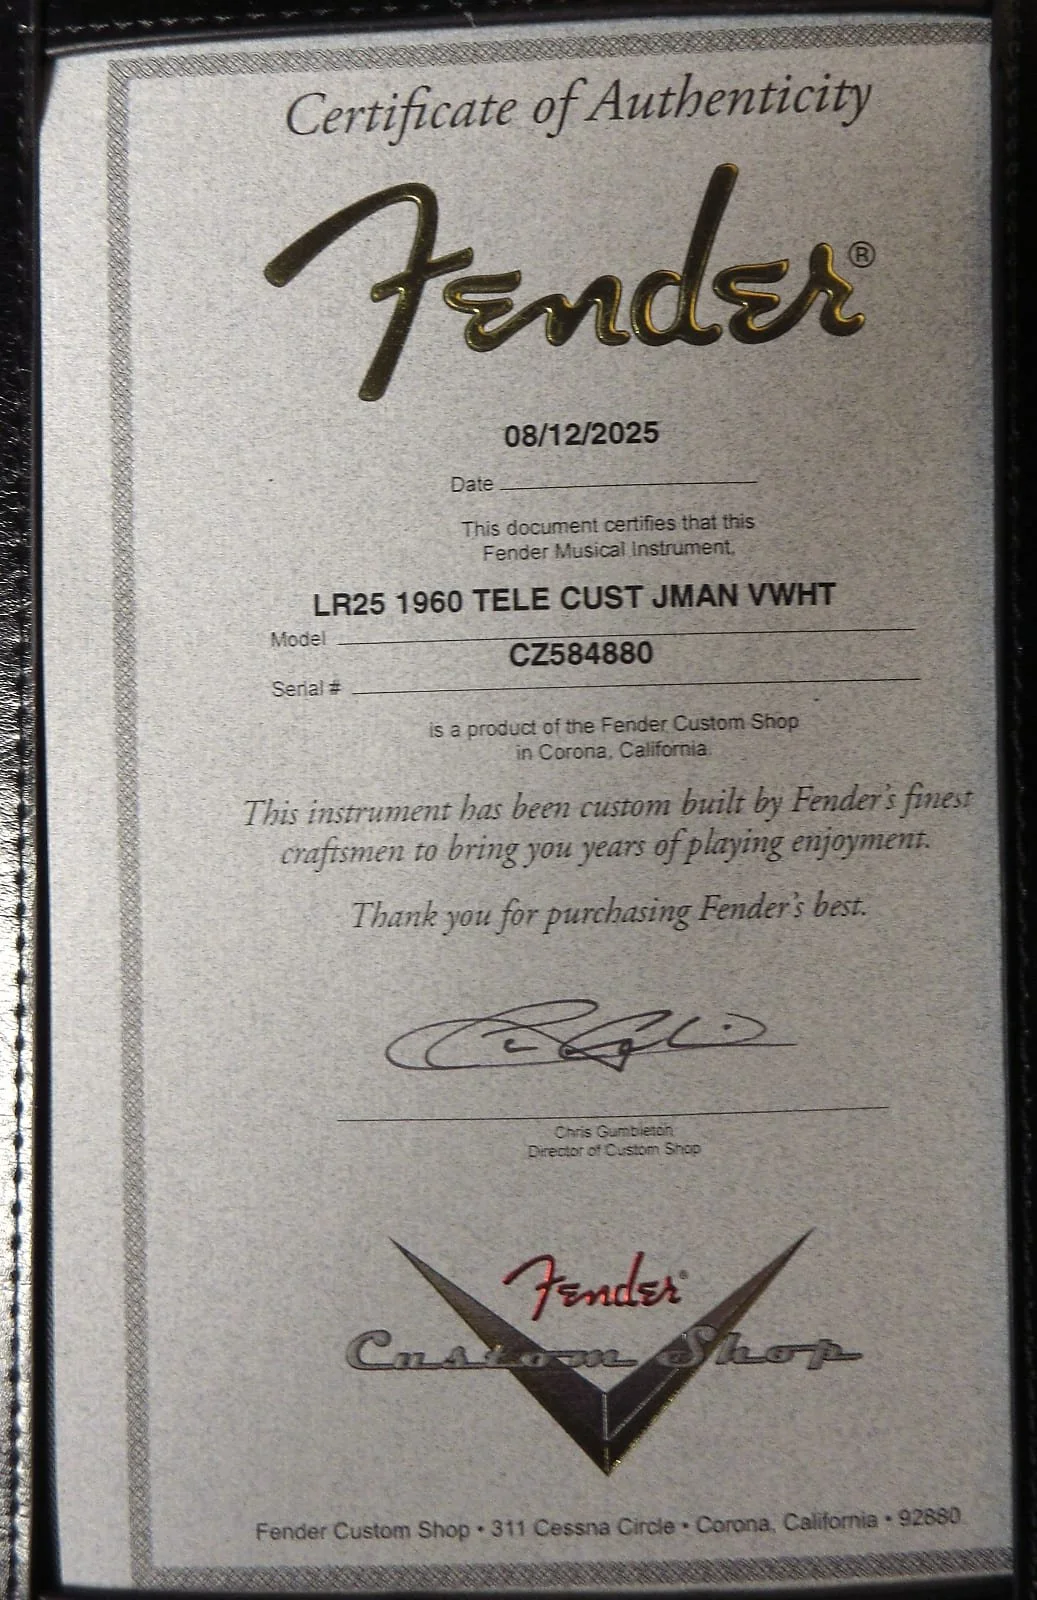 Certificate of Authenticity
Fender®
08/12/2025
Date
This document certifies that this
Fender Musical Instrument,
LR25 1960 TELE CUST JMAN VWHT
Model
CZ584880
Serial #
is a product of the Fender Custom Shop
in Corona, California.
This instrument has been custom built by Fender's finest
craftsmen to bring you years of playing enjoyment.
Thank you for purchasing Fender's best.
Chris Gumbleton
Director of Custom Shop
Fender®
Custom Shop
Fender Custom Shop • 311 Cessna Circle • Corona, California • 92880